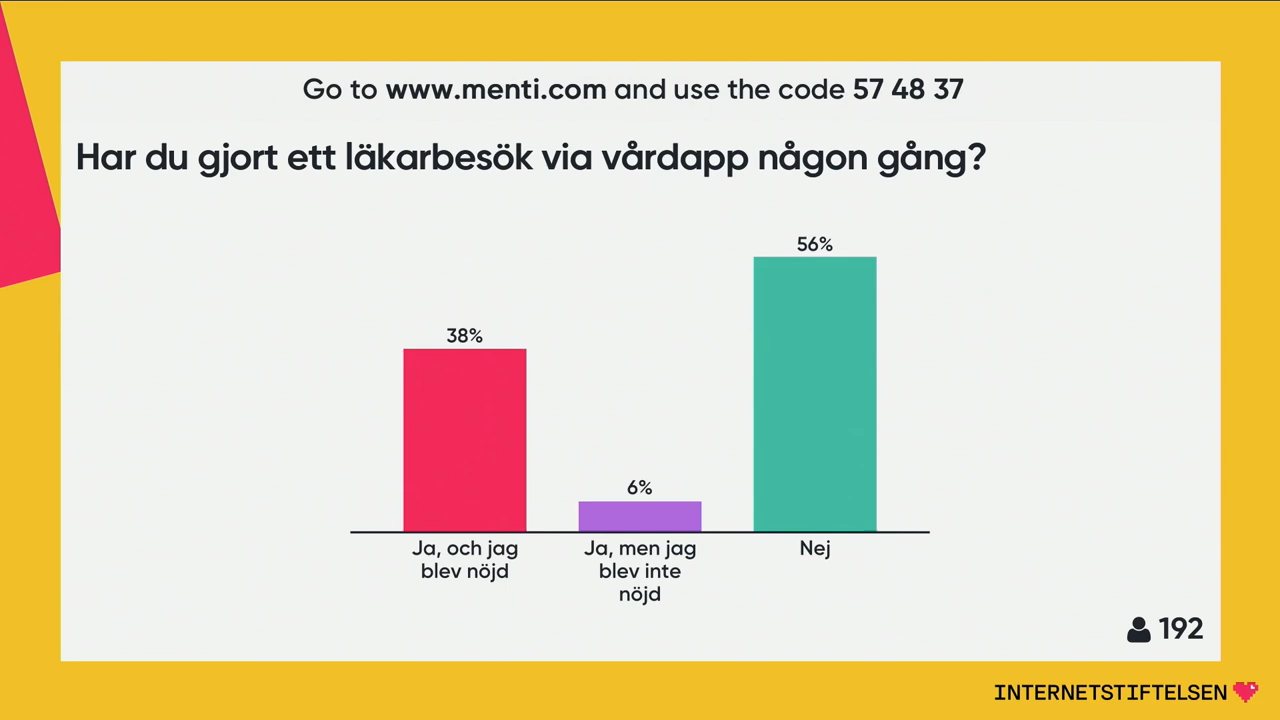 Go to www.menti.com and use the code 57 48 37
Har du gjort ett läkarbesök via vårdapp någon gång?
38%
6%
56%
Ja, och jag
blev nöjd
Ja, men jag
blev inte
nöjd
Nej
192
INTERNETSTIFTELSEN